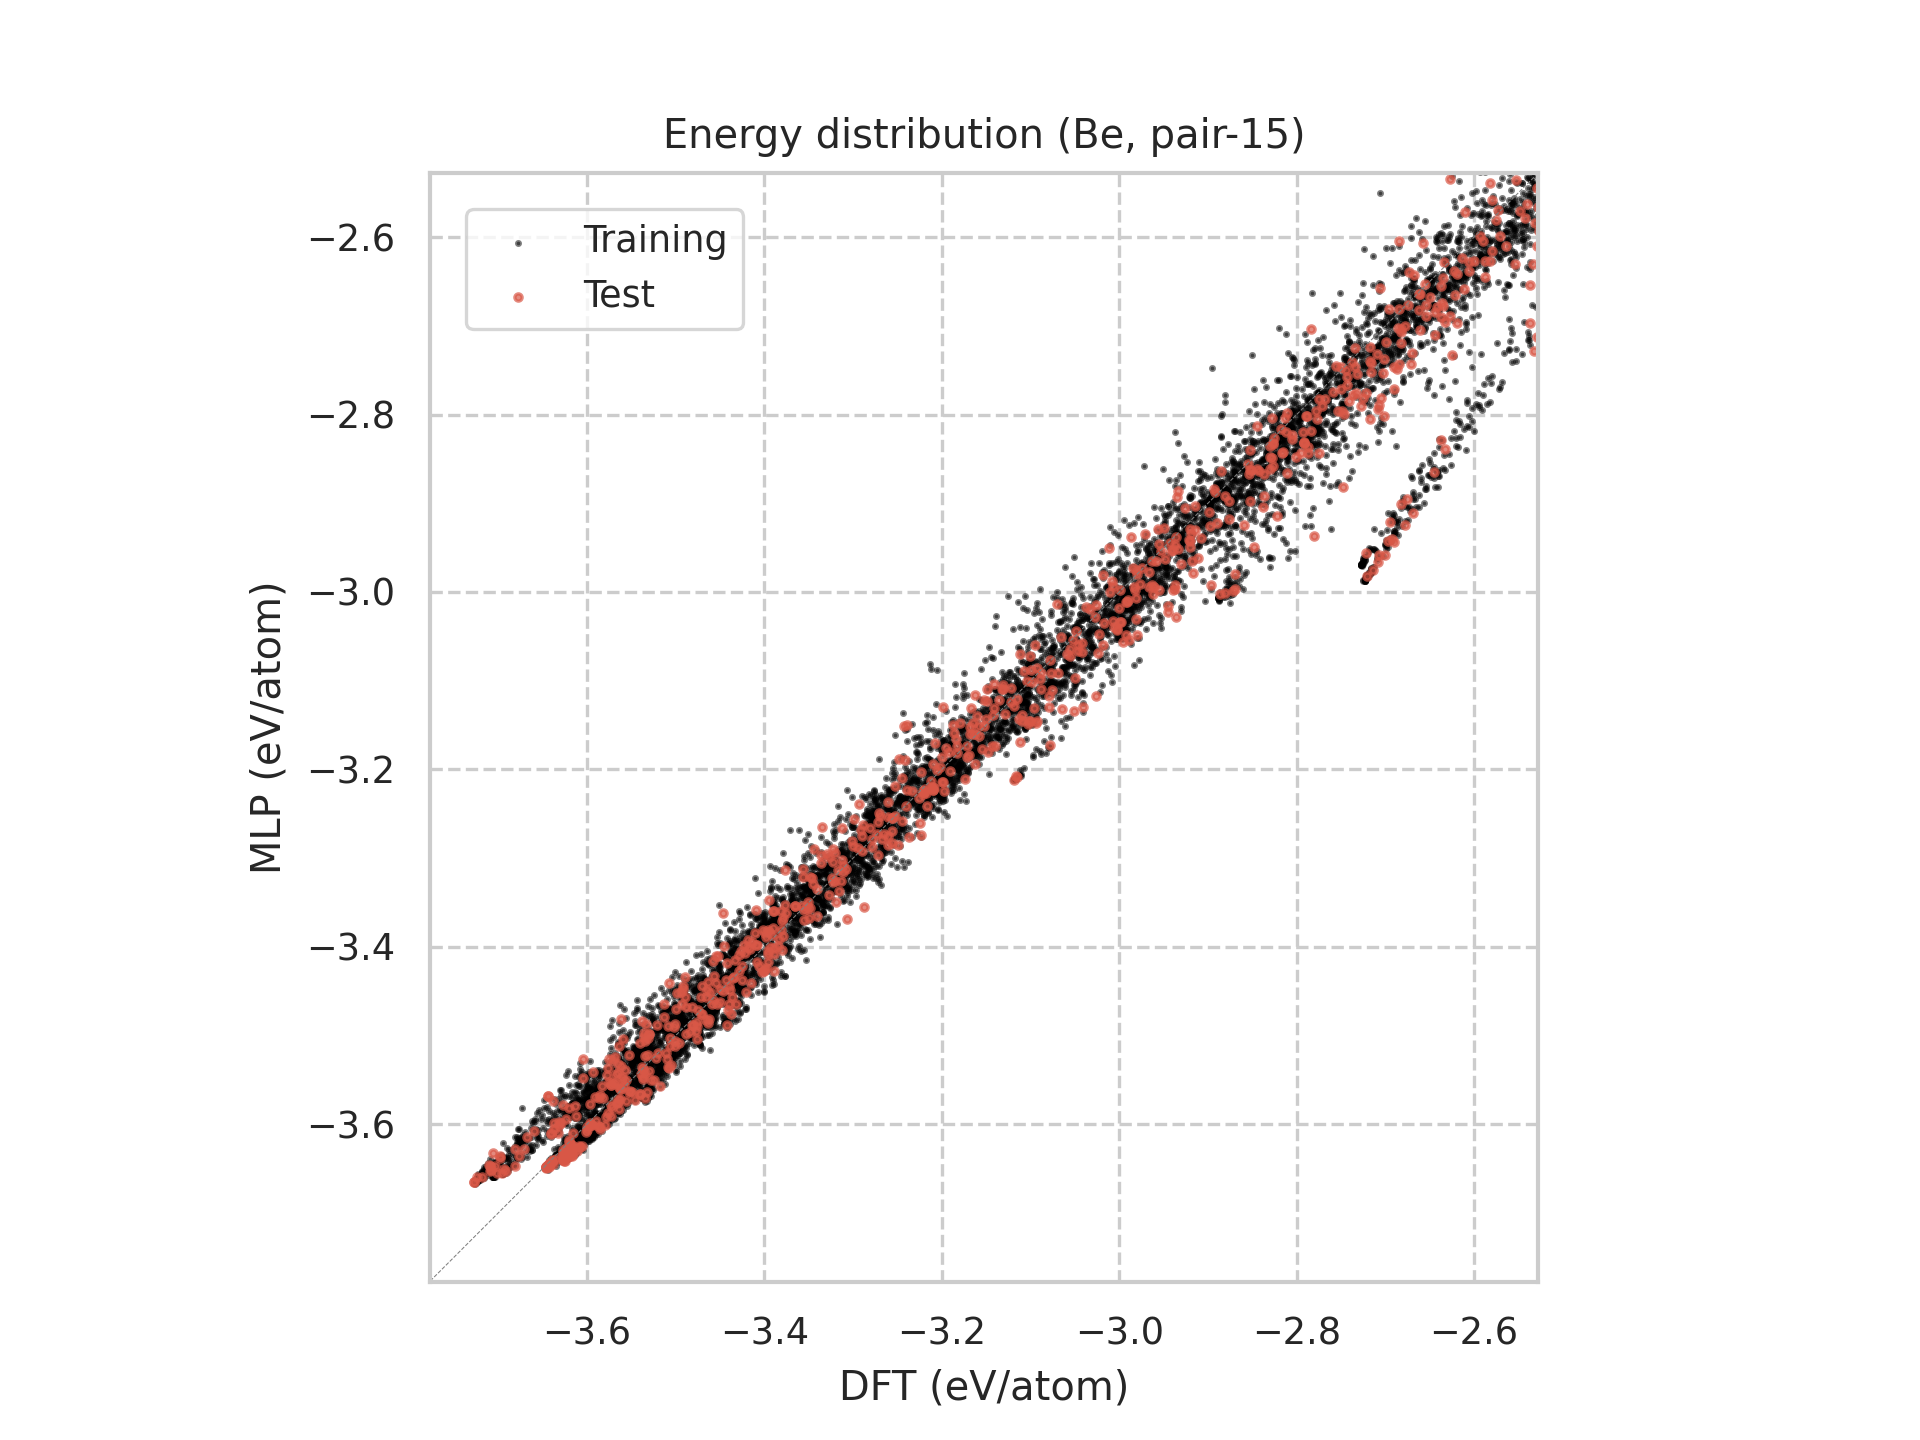 Energy distribution (Be, pair-15)
Training
Test
MLP (eV/atom)
−2.6
−2.8
−3.0
−3.2
−3.4
−3.6
−3.6 −3.4 −3.2 −3.0 −2.8 −2.6
DFT (eV/atom)